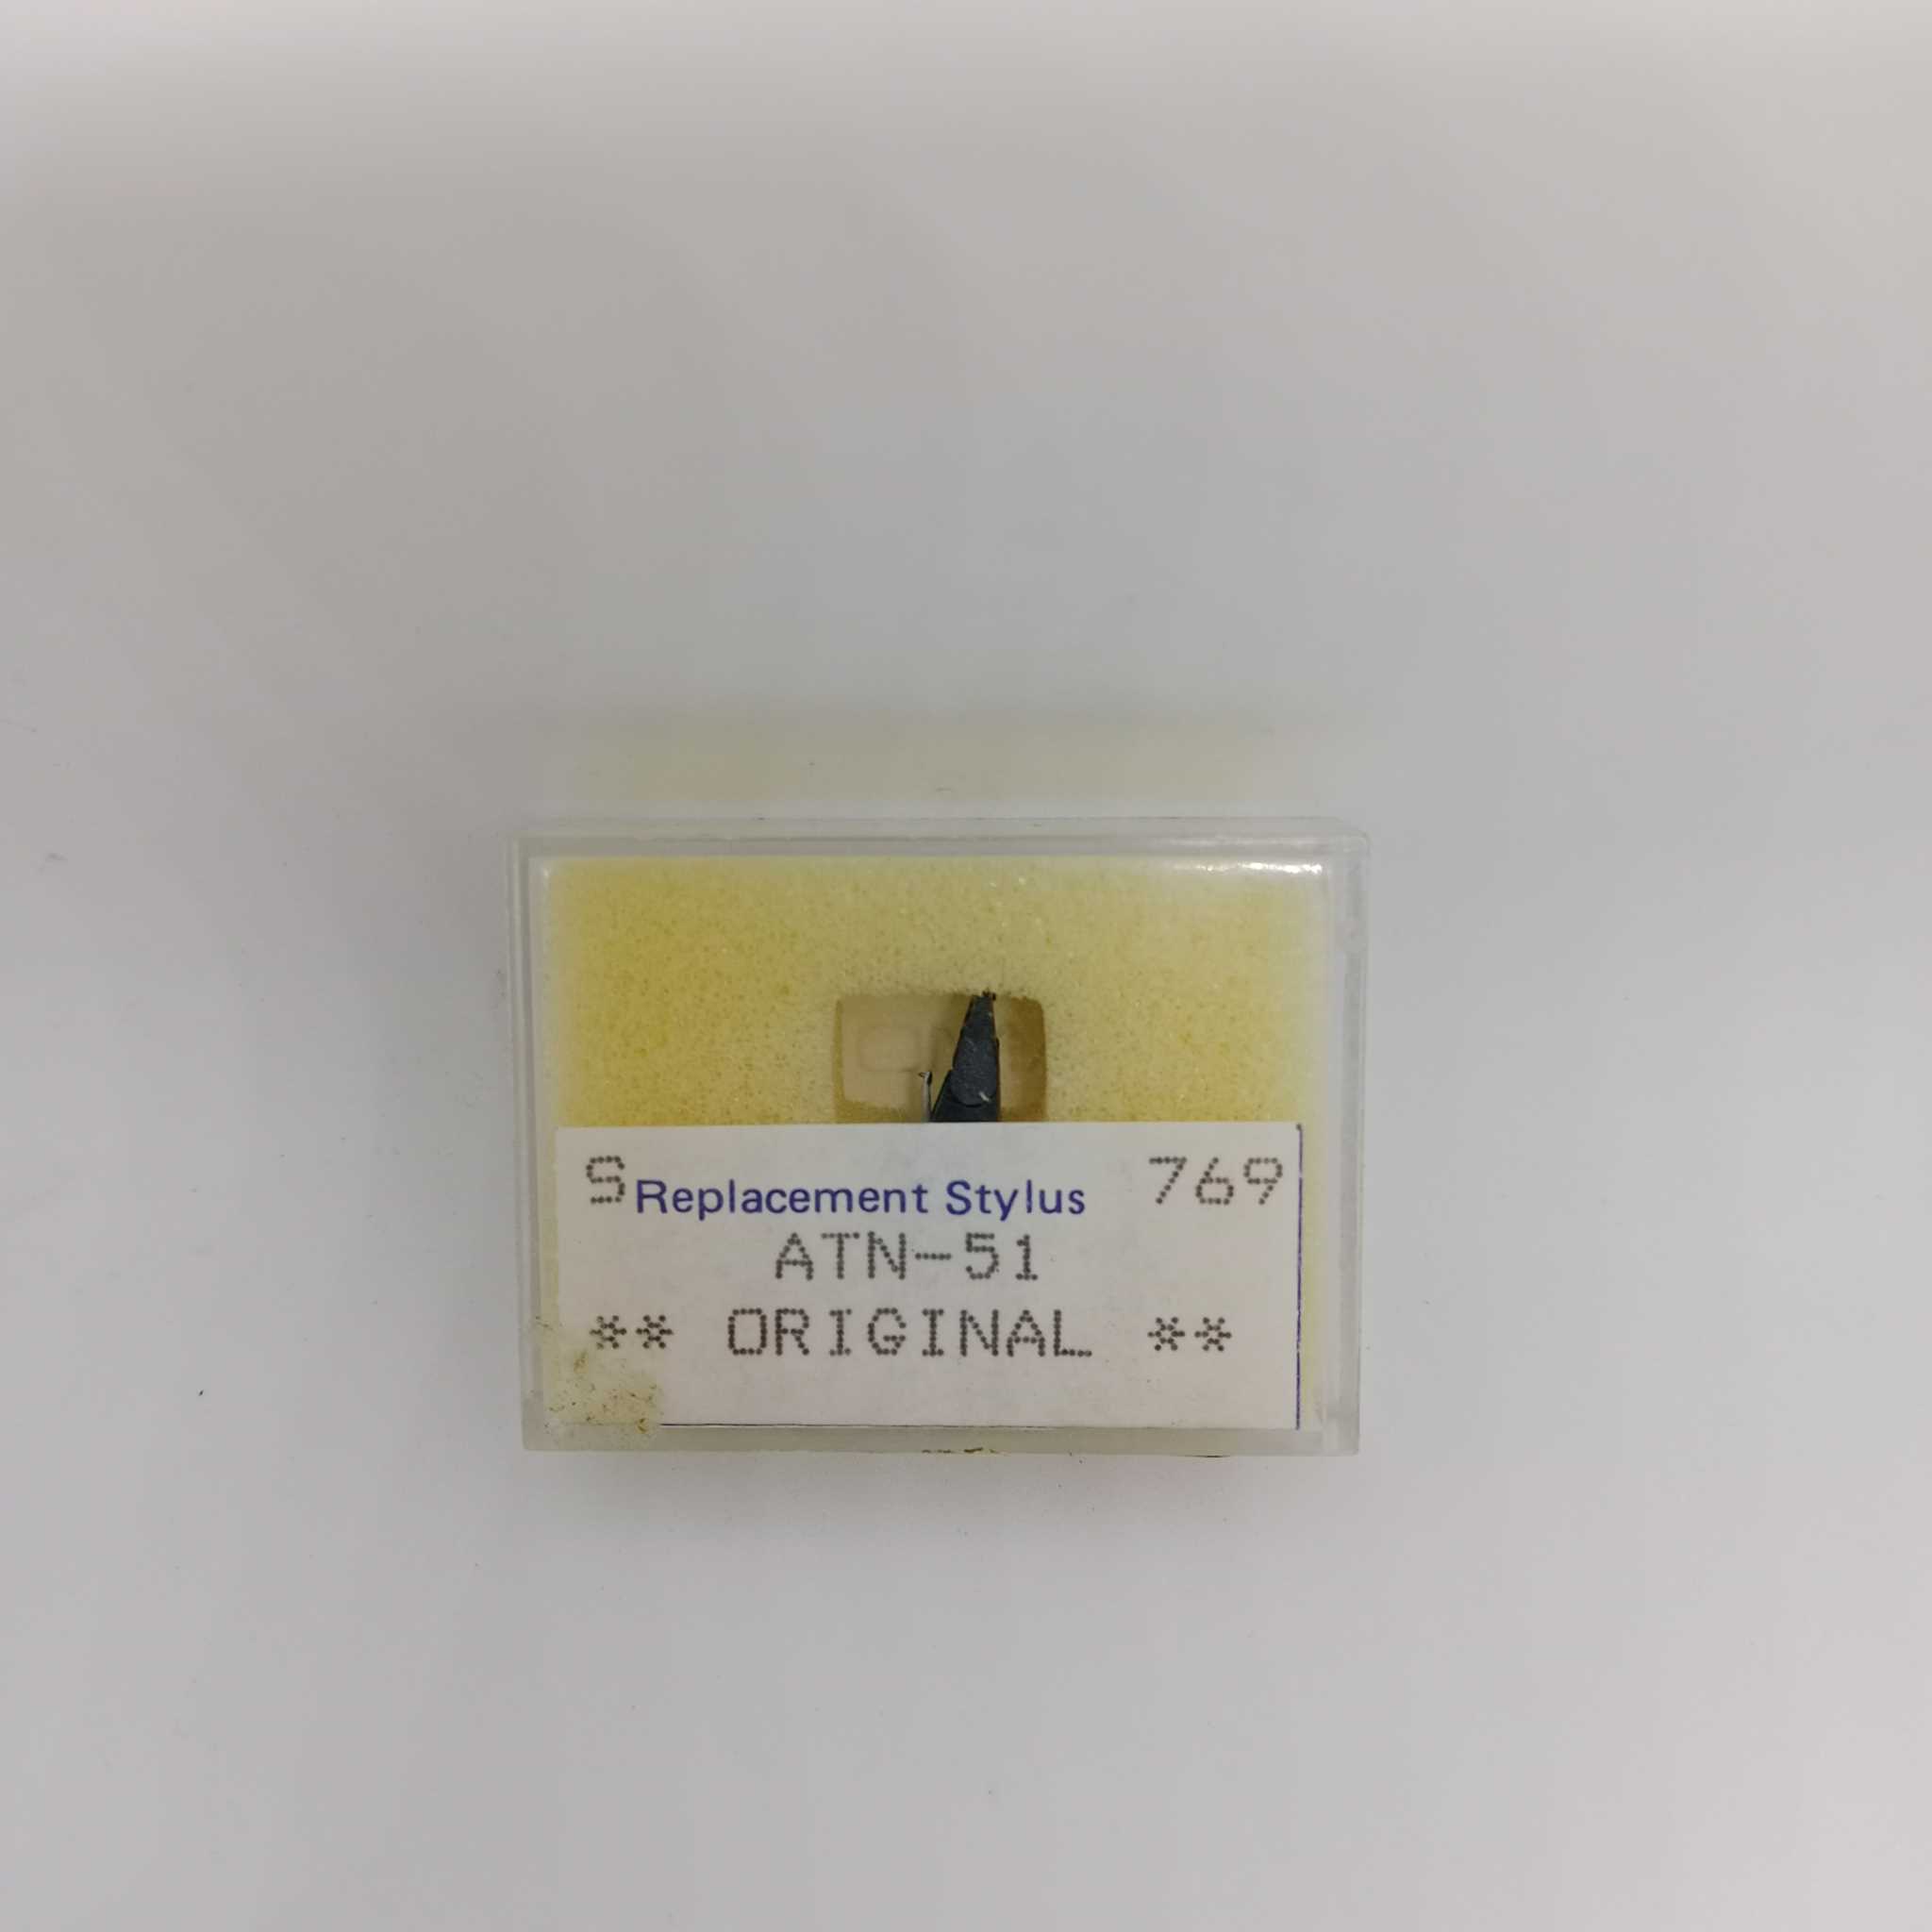 S Replacement Stylus 769
ATN-51
** ORIGINAL **